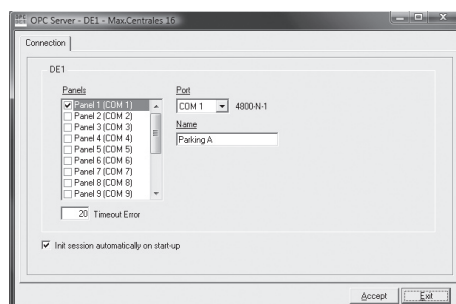 OPC Server - DE1 - Max.Centrales 16
Connection
DE1
Panels
Panel 1 (COM 1)
Panel 2 (COM 2)
Panel 3 (COM 3)
Panel 4 (COM 4)
Panel 5 (COM 5)
Panel 6 (COM 6)
Panel 7 (COM 7)
Panel 8 (COM 8)
Panel 9 (COM 9)
Port
COM 1 4800-N-1
Name
Parking A
20 Timeout Error
Init session automatically on start-up
Accept Exit